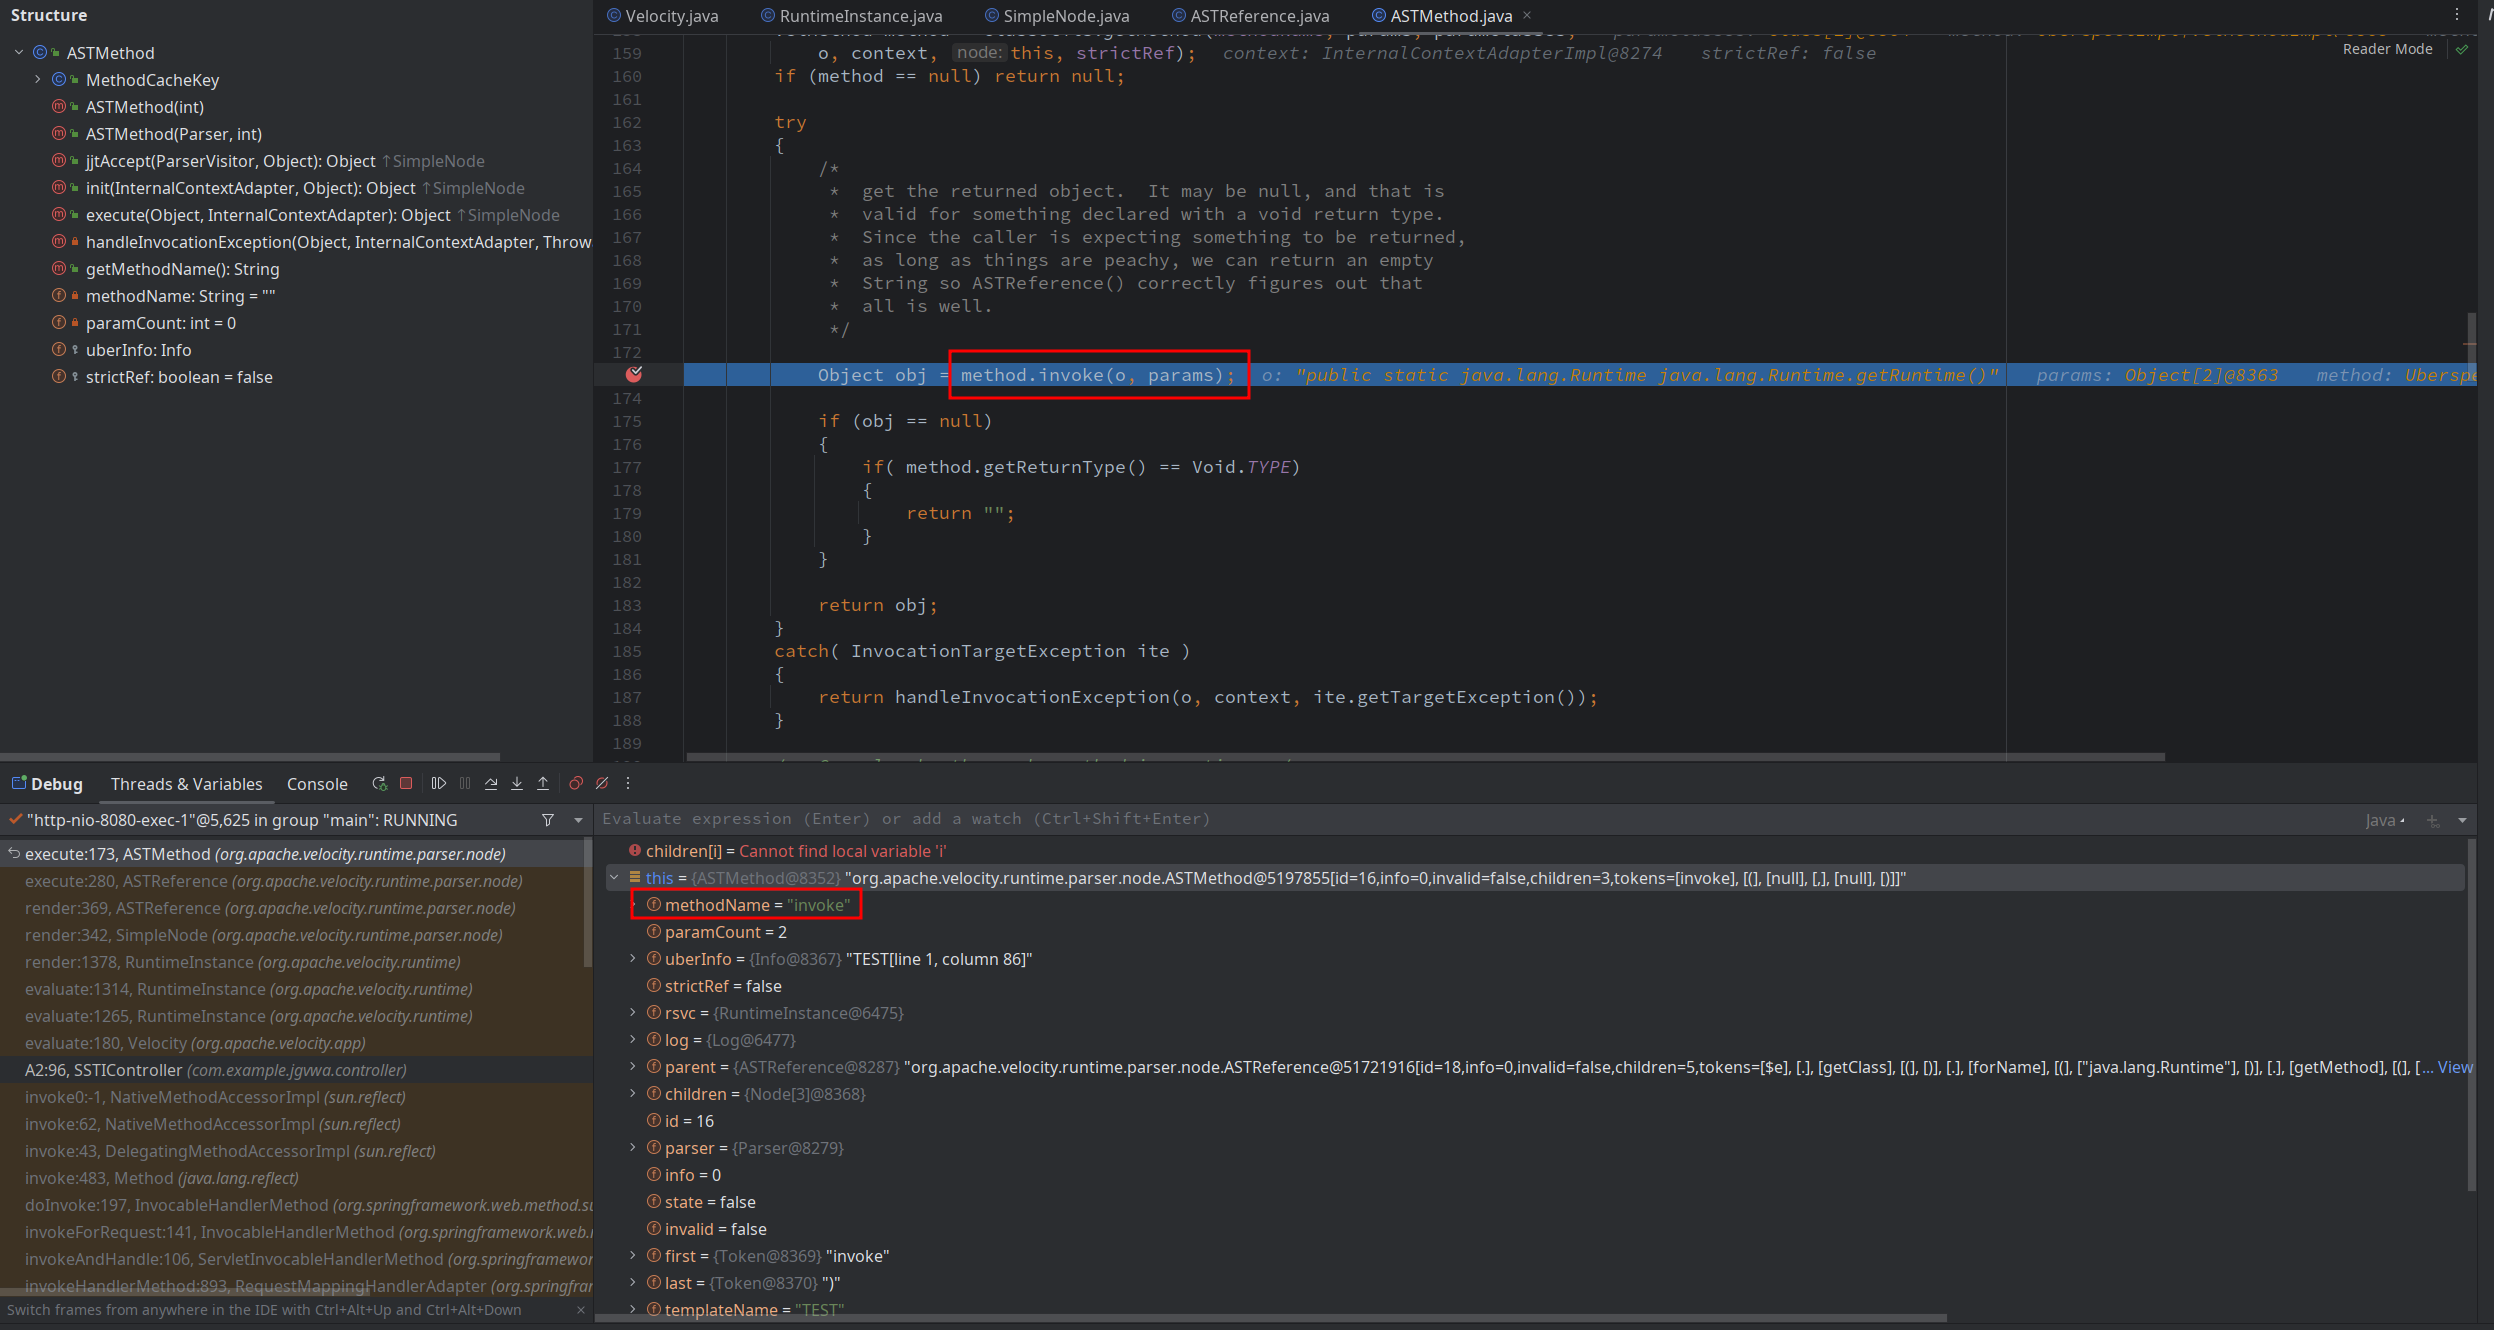 Structure
ASTMethod
MethodCacheKey
ASTMethod(int)
ASTMethod(Parser, int)
jjtAccept(ParserVisitor, Object): Object ↑SimpleNode
init(InternalContextAdapter, Object): Object ↑SimpleNode
execute(Object, InternalContextAdapter): Object ↑SimpleNode
handleInvocationException(Object, InternalContextAdapter, Throw
getMethodName(): String
methodName: String = ""
paramCount: int = 0
uberInfo: Info
strictRef: boolean = false
Velocity.java
RuntimeInstance.java
SimpleNode.java
ASTReference.java
ASTMethod.java ×
Reader Mode
159 o, context, node: this, strictRef); context: InternalContextAdapterImpl@8274 strictRef: false
160 if (method == null) return null;
161
162 try
163 {
164 /*
165 * get the returned object. It may be null, and that is
166 * valid for something declared with a void return type.
167 * Since the caller is expecting something to be returned,
168 * as long as things are peachy, we can return an empty
169 * String so ASTReference() correctly figures out that
170 * all is well.
171 */
172
Object obj = method.invoke(o, params); o: "public static java.lang.Runtime java.lang.Runtime.getRuntime()" params: Object[2]@8363 method: Uberspe
174
175 if (obj == null)
176 {
177 if( method.getReturnType() == Void.TYPE)
178 {
179 return "";
180 }
181 }
182
183 return obj;
184 }
185 catch( InvocationTargetException ite )
186 {
187 return handleInvocationException(o, context, ite.getTargetException());
188 }
189
Debug
Threads & Variables
Console
"http-nio-8080-exec-1"@5,625 in group "main": RUNNING
execute:173, ASTMethod (org.apache.velocity.runtime.parser.node)
execute:280, ASTReference (org.apache.velocity.runtime.parser.node)
render:369, ASTReference (org.apache.velocity.runtime.parser.node)
render:342, SimpleNode (org.apache.velocity.runtime.parser.node)
render:1378, RuntimeInstance (org.apache.velocity.runtime)
evaluate:1314, RuntimeInstance (org.apache.velocity.runtime)
evaluate:1265, RuntimeInstance (org.apache.velocity.runtime)
evaluate:180, Velocity (org.apache.velocity.app)
A2:96, SSTIController (com.example.jgvwa.controller)
invoke0:-1, NativeMethodAccessorImpl (sun.reflect)
invoke:62, NativeMethodAccessorImpl (sun.reflect)
invoke:43, DelegatingMethodAccessorImpl (sun.reflect)
invoke:483, Method (java.lang.reflect)
doInvoke:197, InvocableHandlerMethod (org.springframework.web.method.su
invokeForRequest:141, InvocableHandlerMethod (org.springframework.web.
invokeAndHandle:106, ServletInvocableHandlerMethod (org.springframewor
invokeHandlerMethod:893, RequestMappingHandlerAdapter (org.springfra
Switch frames from anywhere in the IDE with Ctrl+Alt+Up and Ctrl+Alt+Down ×
Evaluate expression (Enter) or add a watch (Ctrl+Shift+Enter)
Java
children[i] = Cannot find local variable 'i'
this = {ASTMethod@8352} "org.apache.velocity.runtime.parser.node.ASTMethod@5197855[id=16,info=0,invalid=false,children=3,tokens=[invoke], [(], [null], [,], [null], [)]]"
methodName = "invoke"
paramCount = 2
uberInfo = {Info@8367} "TEST[line 1, column 86]"
strictRef = false
rsvc = {RuntimeInstance@6475}
log = {Log@6477}
parent = {ASTReference@8287} "org.apache.velocity.runtime.parser.node.ASTReference@51721916[id=18,info=0,invalid=false,children=5,tokens=[$e], [.], [getClass], [(], [)], [.], [forName], [(], ["java.lang.Runtime"], [)], [.], [getMethod], [(], [... View
children = {Node[3]@8368}
id = 16
parser = {Parser@8279}
info = 0
state = false
invalid = false
first = {Token@8369} "invoke"
last = {Token@8370} ")"
templateName = "TEST"